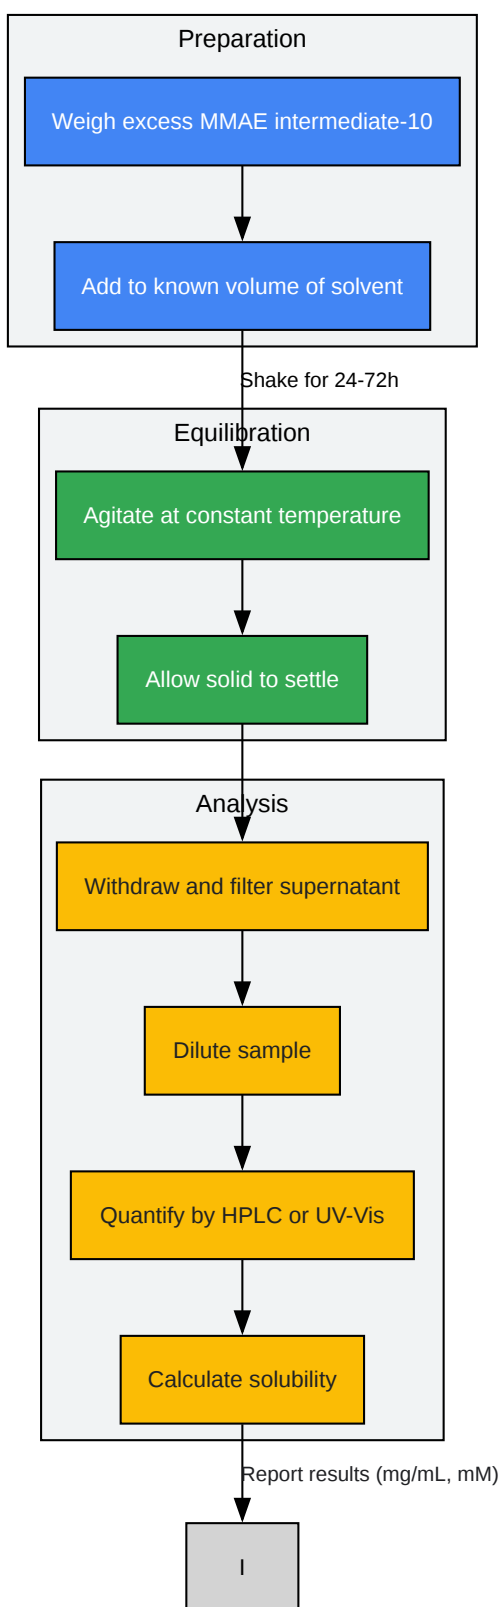 Preparation
Weigh excess MMAE intermediate-10
Add to known volume of solvent
Shake for 24-72h
Equilibration
Agitate at constant temperature
Allow solid to settle
Analysis
Withdraw and filter supernatant
Dilute sample
Quantify by HPLC or UV-Vis
Calculate solubility
Report results (mg/mL, mM)
I